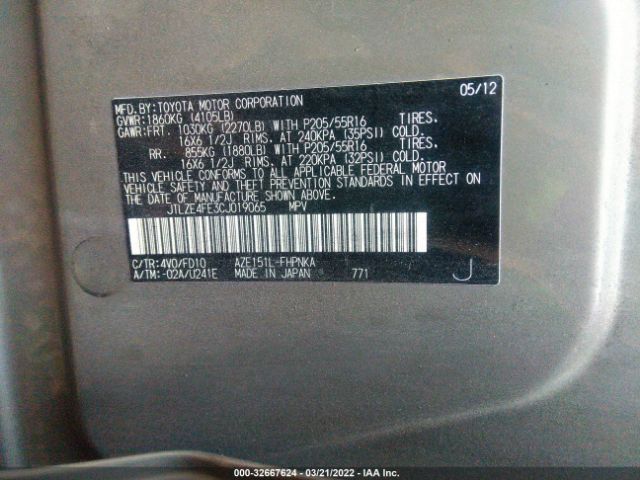 05/12
MFD.BY:TOYOTA MOTOR CORPORATION
GVWR:1860KG (4105LB)
GAWR:FRT. 1030KG (2270LB) WITH P205/55R16 TIRES.
16X6 1/2J RIMS, AT 240KPA (35PSI) COLD.
RR. 855KG (1880LB) WITH P205/55R16 TIRES.
16X6 1/2J RIMS, AT 220KPA (32PSI) COLD.
THIS VEHICLE CONFORMS TO ALL APPLICABLE FEDERAL MOTOR
VEHICLE SAFETY AND THEFT PREVENTION STANDARDS IN EFFECT ON
THE DATE OF MANUFACTURE SHOWN ABOVE.
JTLZE4FE3CJ019065 MPV
C/TR:4V0/FD10 AZE151L-FHPNKA
A/TM:-02A/U241E MADE IN JAPAN 771 J
000-32667624 - 03/21/2022 - IAA Inc.